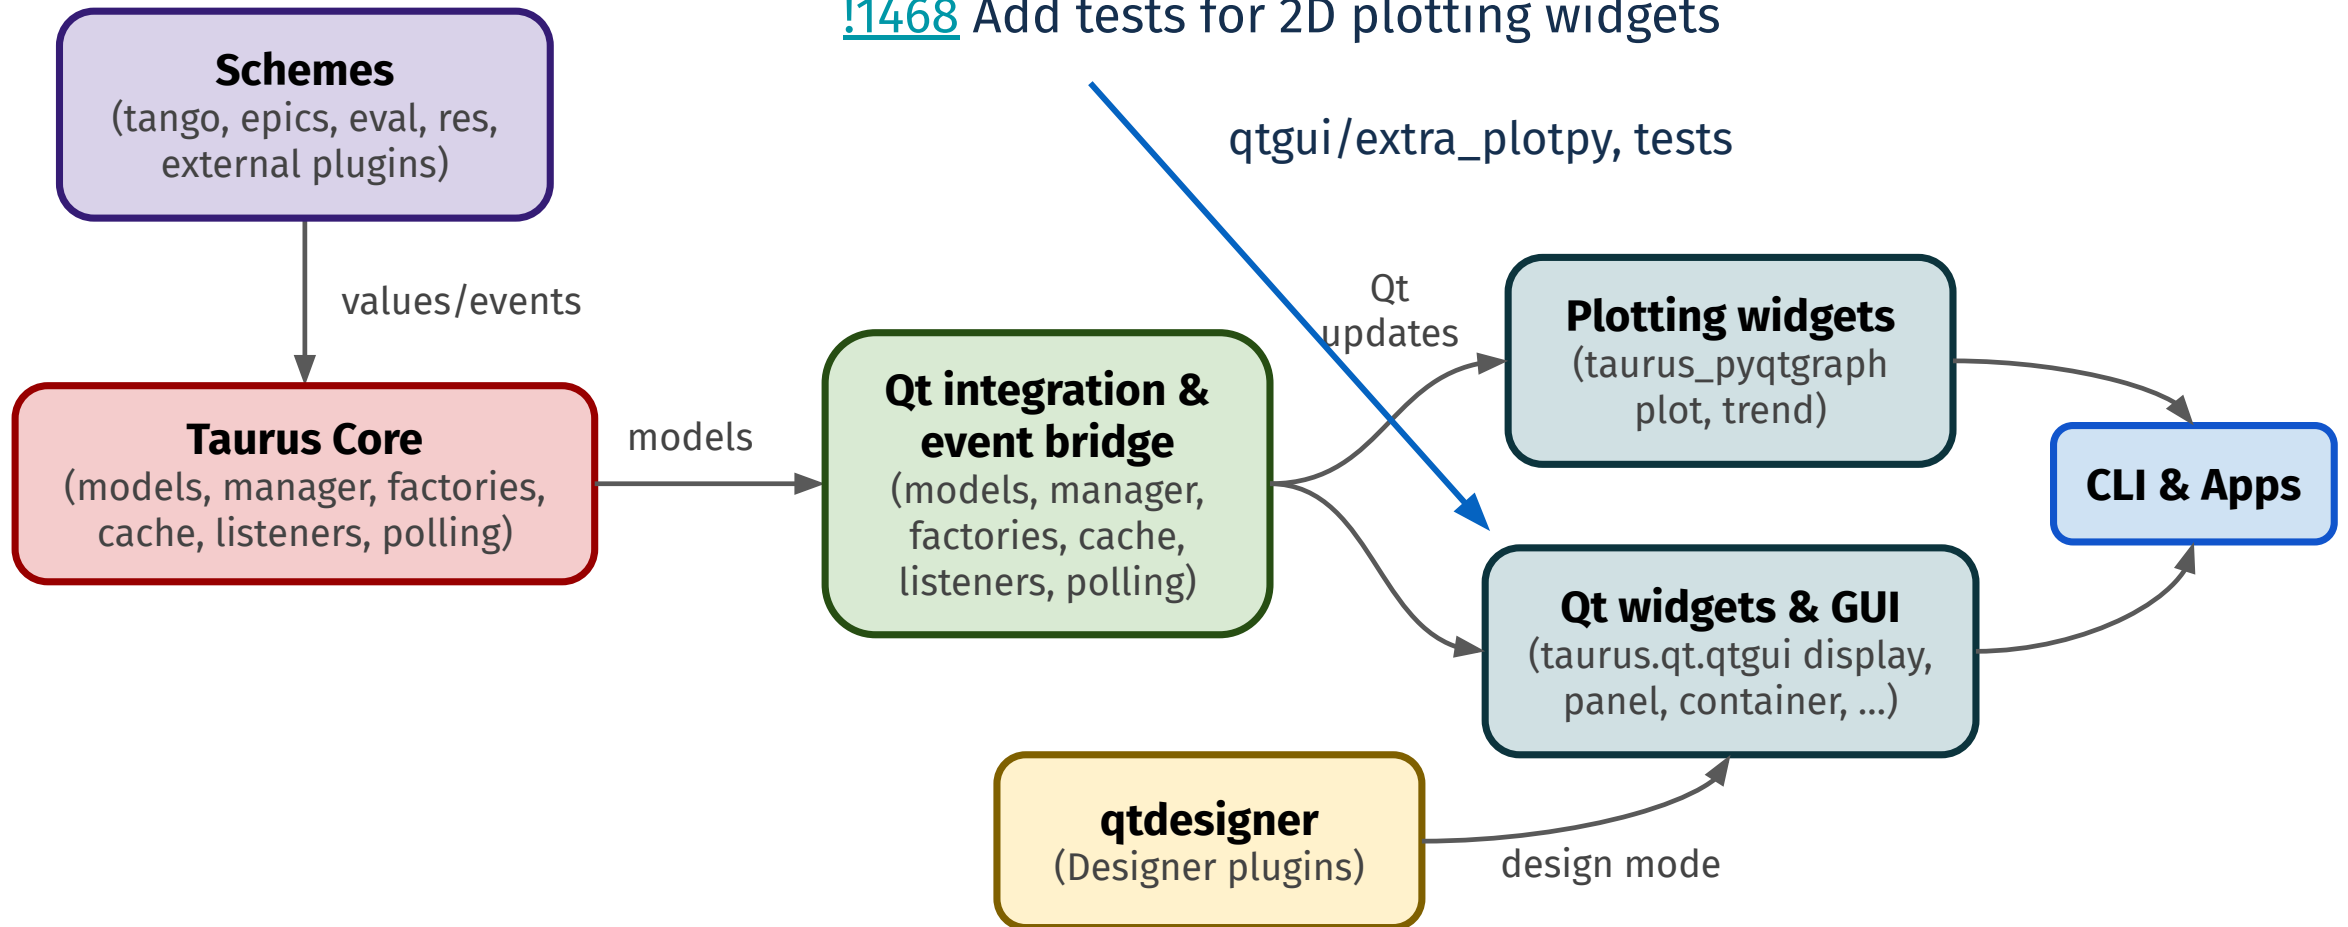 !1468 Add tests for 2D plotting widgets
Schemes
(tango, epics, eval, res,
external plugins)
qtgui/extra_plotpy, tests
values/events
Qt
updates
Plotting widgets
(taurus_pyqtgraph
plot, trend)
Taurus Core
(models, manager, factories,
cache, listeners, polling)
models
Qt integration &
event bridge
(models, manager,
factories, cache,
listeners, polling)
CLI & Apps
Qt widgets & GUI
(taurus.qt.qtgui display,
panel, container, ...)
qtdesigner
(Designer plugins)
design mode